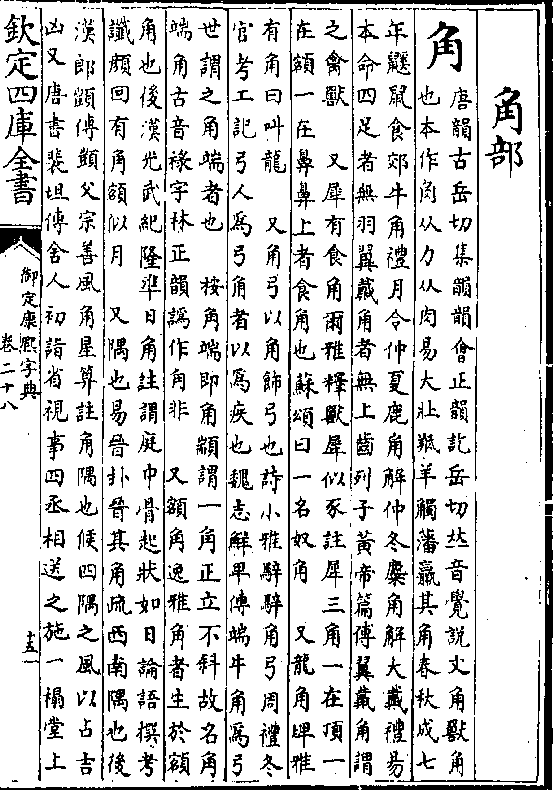 角部
角
唐韻古岳切集韻韻會正韻訖岳切𠀤音覺說文角獸角
也本作𧢲从力从肉易大壯羝羊觸藩羸其角春秋成七
年鼷鼠食郊牛角禮月令仲夏鹿角解仲冬麋角解大戴禮易
本命四足者無羽翼戴角者無上齒列子黃帝篇傅翼戴角謂
之禽獸　又犀有食角爾雅釋獸犀似豕註犀三角一在頂一
在額一在鼻鼻上者食角也蘇頌曰一名奴角　又龍角埤雅
有角曰虯龍　又角弓以角飾弓也詩小雅騂騂角弓周禮冬
官考工記弓人為弓角者以為疾也魏志鮮卑傳端牛角為弓
世謂之角端者也　按角端即角𧤗謂一角正立不斜故名角
端角古音祿字林正韻譌作角非　又額角逸雅角者生於額
角也後漢光武紀隆準日角註謂庭中骨起狀如日論語撰考
讖顏回有角額似月　又隅也易晉卦晉其角疏西南隅也後
漢郎顗傳顗父宗善風角星算註角隅也候四隅之風以占吉
凶又唐書裴坦傳舍人初詣省視事四丞相送之施一榻堂上
欽定四庫全書
御定康熙字典
卷二十八
十五